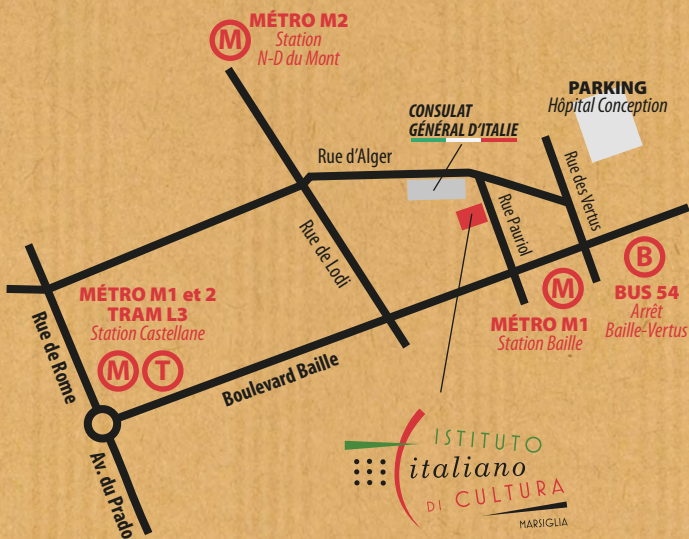 M
MÉTRO M2
Station
N-D du Mont
PARKING
Hôpital Conception
CONSULAT
GÉNÉRAL D'ITALIE
Rue d'Alger
Rue des Vertus
Rue Pauriol
Rue de Lodi
B
BUS 54
Arrêt
Baille-Vertus
M
MÉTRO M1
Station Baille
MÉTRO M1 et 2
TRAM L3
Station Castellane
M
T
Rue de Rome
Boulevard Baille
Av. du Prado
ISTITUTO
italiano
DI CULTURA
MARSIGLIA